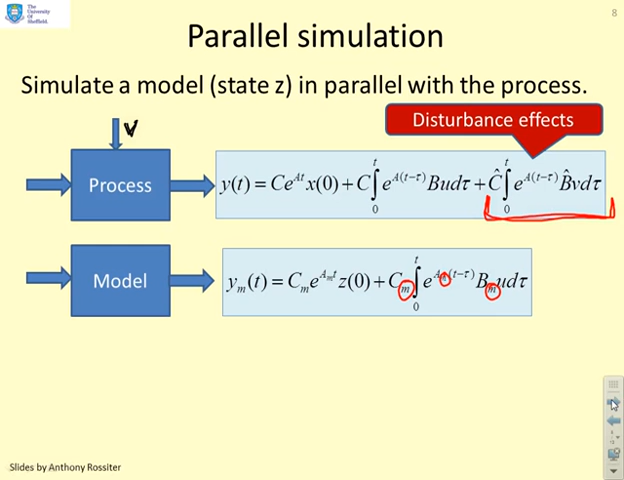 The
University
Of
Sheffield.
8
Parallel simulation
Simulate a model (state z) in parallel with the process.
Disturbance effects
v
Process
y(t) = Ce^{At}x(0) + C∫_0^t e^{A(t−τ)}Budτ + Ĉ∫_0^t e^{A(t−τ)}B̂vdτ
Model
y_m(t) = C_m e^{A_m t}z(0) + C_m∫_0^t e^{A_m(t−τ)}B_m udτ
Slides by Anthony Rossiter